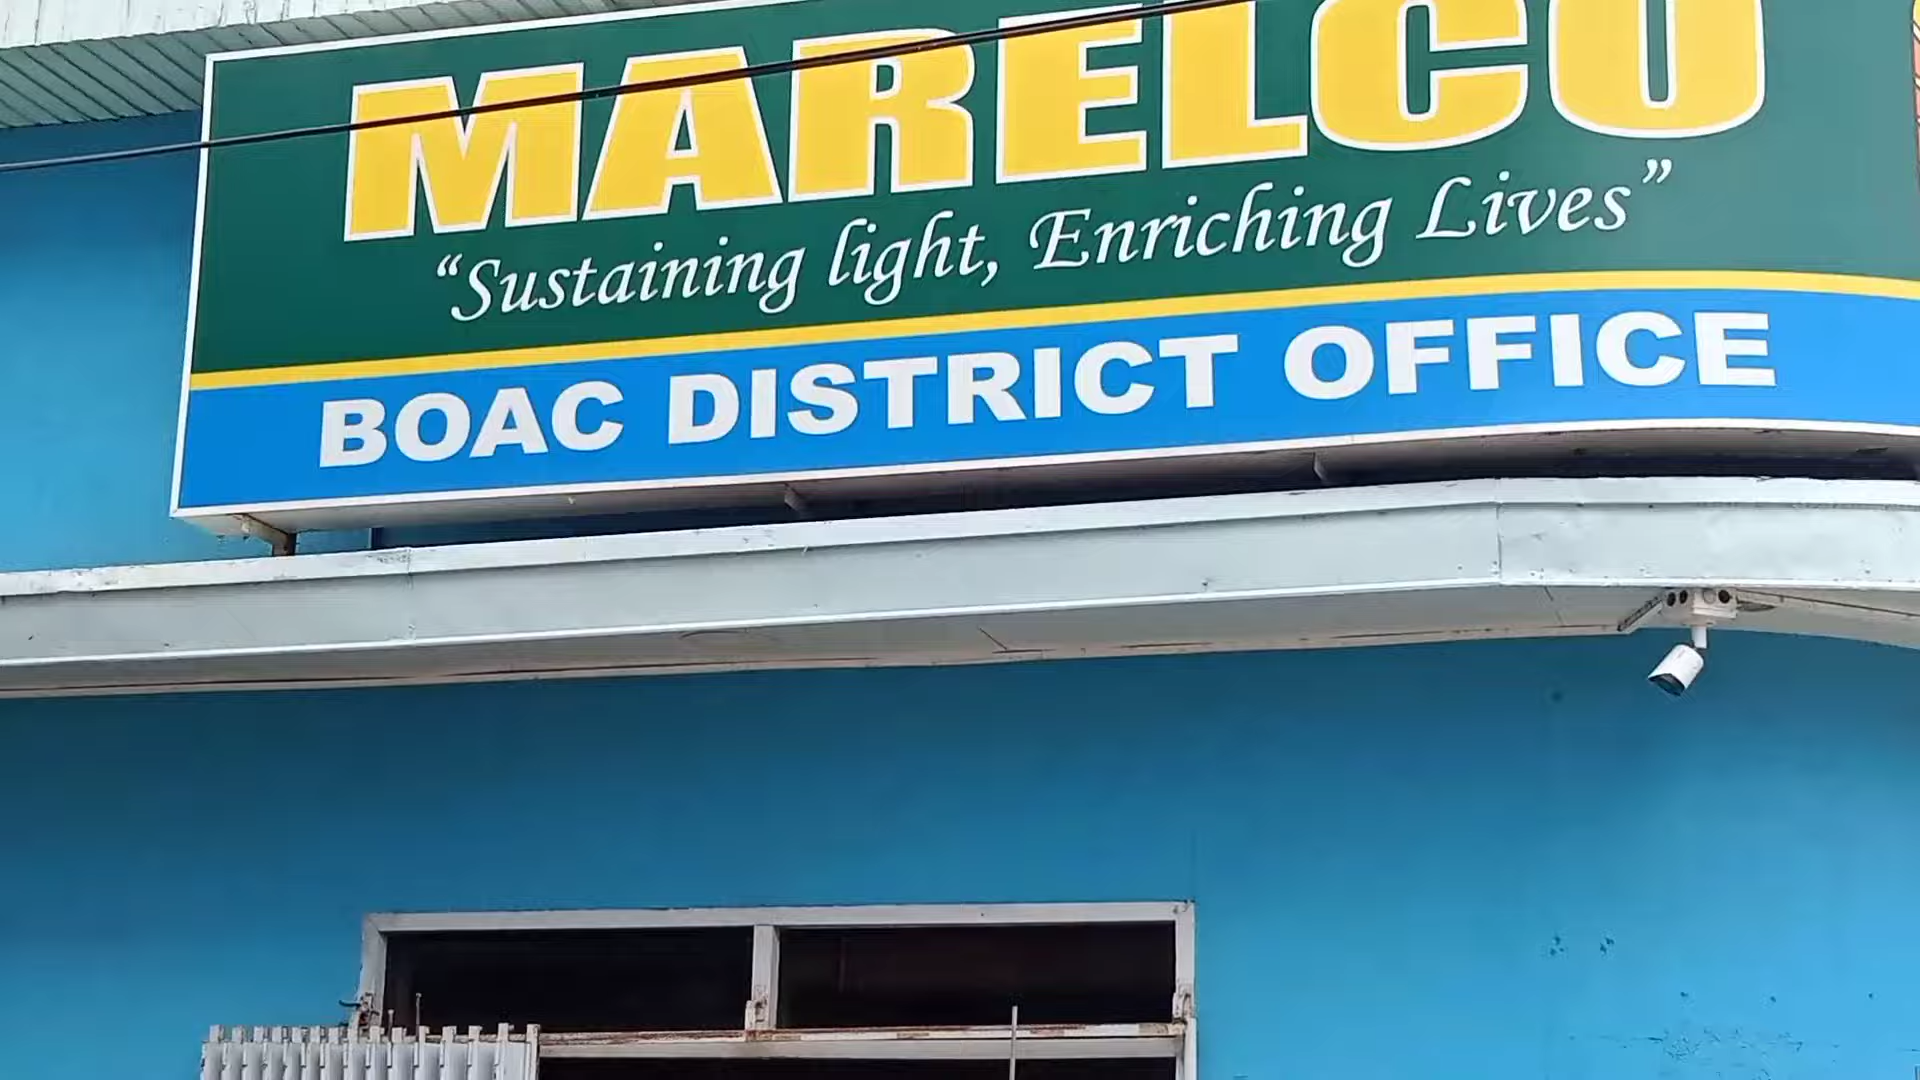 MARELCO
“Sustaining light, Enriching Lives”
BOAC DISTRICT OFFICE